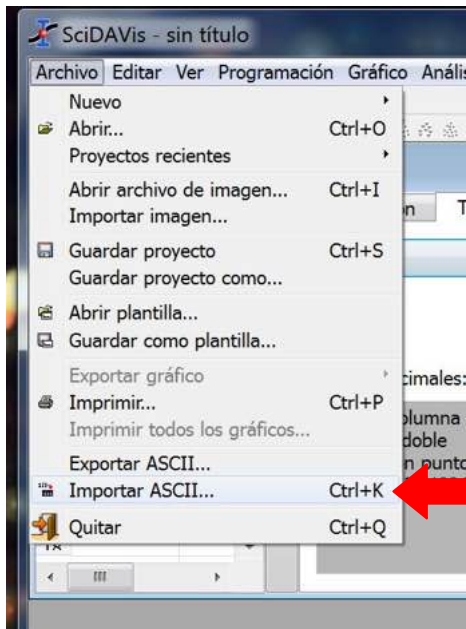 SciDAVis - sin título
Archivo Editar Ver Programación Gráfico Anális
Nuevo
Abrir... Ctrl+O
Proyectos recientes
Abrir archivo de imagen... Ctrl+I
Importar imagen...
Guardar proyecto Ctrl+S
Guardar proyecto como...
Abrir plantilla...
Guardar como plantilla...
Exportar gráfico
Imprimir... Ctrl+P
Imprimir todos los gráficos...
Exportar ASCII...
Importar ASCII... Ctrl+K
Quitar Ctrl+Q
n T
cimales:
olumna
doble
n punto